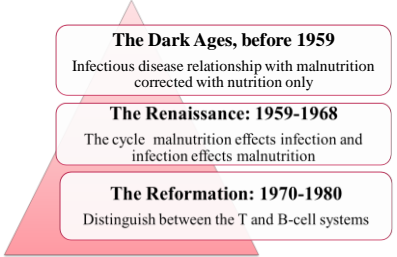 The Dark Ages, before 1959
Infectious disease relationship with malnutrition
corrected with nutrition only
The Renaissance: 1959-1968
The cycle malnutrition effects infection and
infection effects malnutrition
The Reformation: 1970-1980
Distinguish between the T and B-cell systems